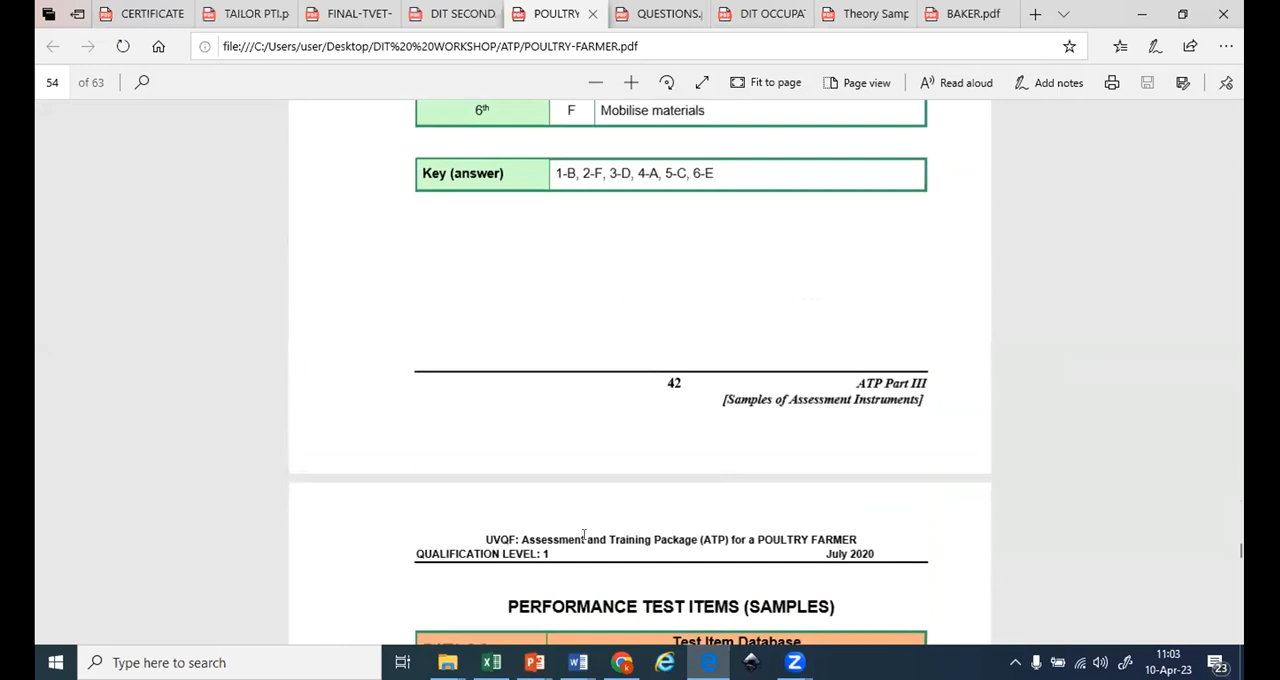 CERTIFICATE
TAILOR PTI.p
FINAL-TVET-
DIT SECOND
POULTRY
QUESTIONS.
DIT OCCUPA
Theory Samp
BAKER.pdf
file:///C:/Users/user/Desktop/DIT%20%20WORKSHOP/ATP/POULTRY-FARMER.pdf
54 of 63
Fit to page
Page view
Read aloud
Add notes
6th F Mobilise materials
Key (answer) 1-B, 2-F, 3-D, 4-A, 5-C, 6-E
42 ATP Part III
[Samples of Assessment Instruments]
UVQF: Assessment and Training Package (ATP) for a POULTRY FARMER
QUALIFICATION LEVEL: 1 July 2020
PERFORMANCE TEST ITEMS (SAMPLES)
Test Item Database
Type here to search
11:03
10-Apr-23
23